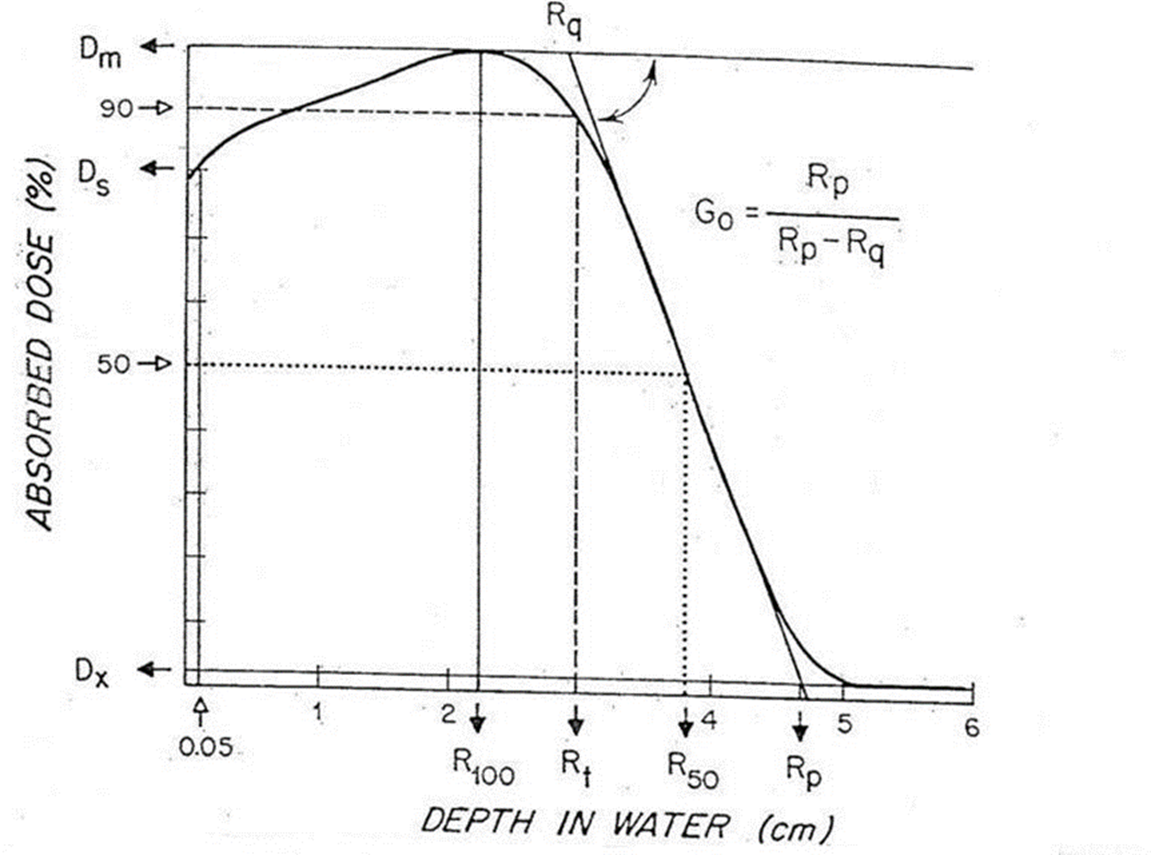 Rq
Dm
90
Ds
ABSORBED DOSE (%)
Go = Rp / Rp – Rq
50
Dx
0.05
1
2
4
5
6
R100
Rt
R50
Rp
DEPTH IN WATER (cm)